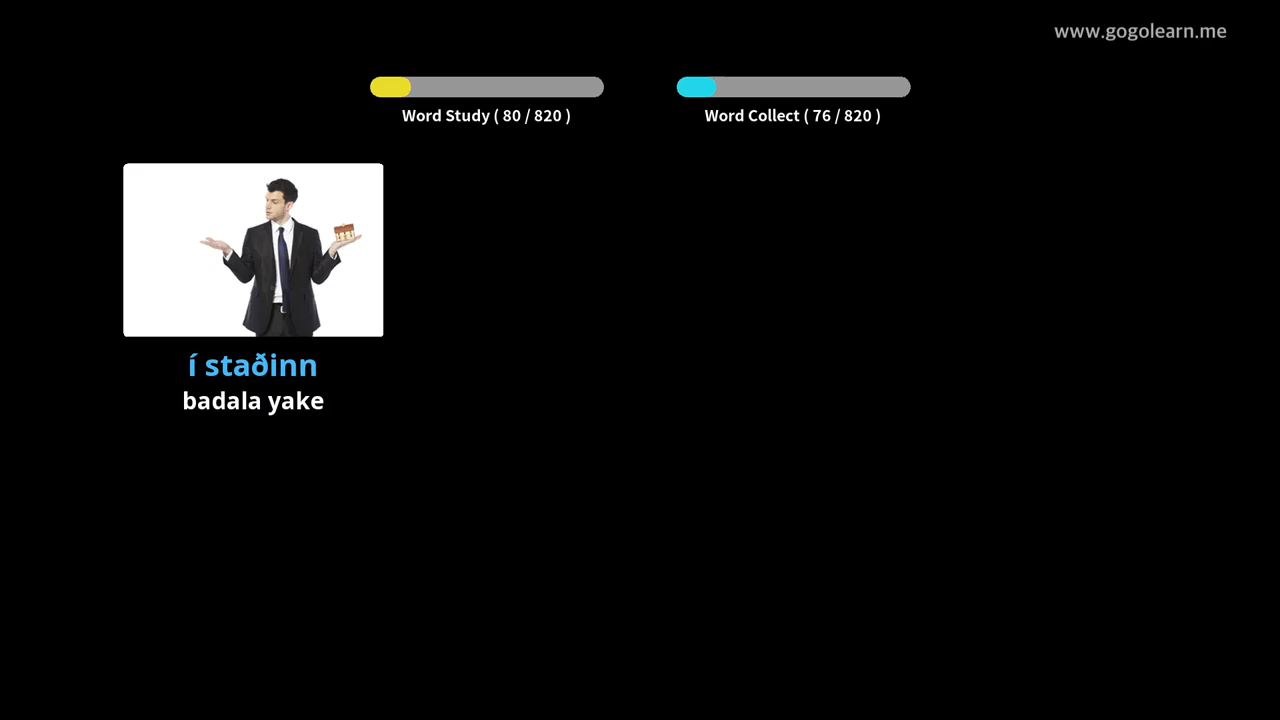 www.gogolearn.me
Word Study ( 80 / 820 )
Word Collect ( 76 / 820 )
í staðinn
badala yake